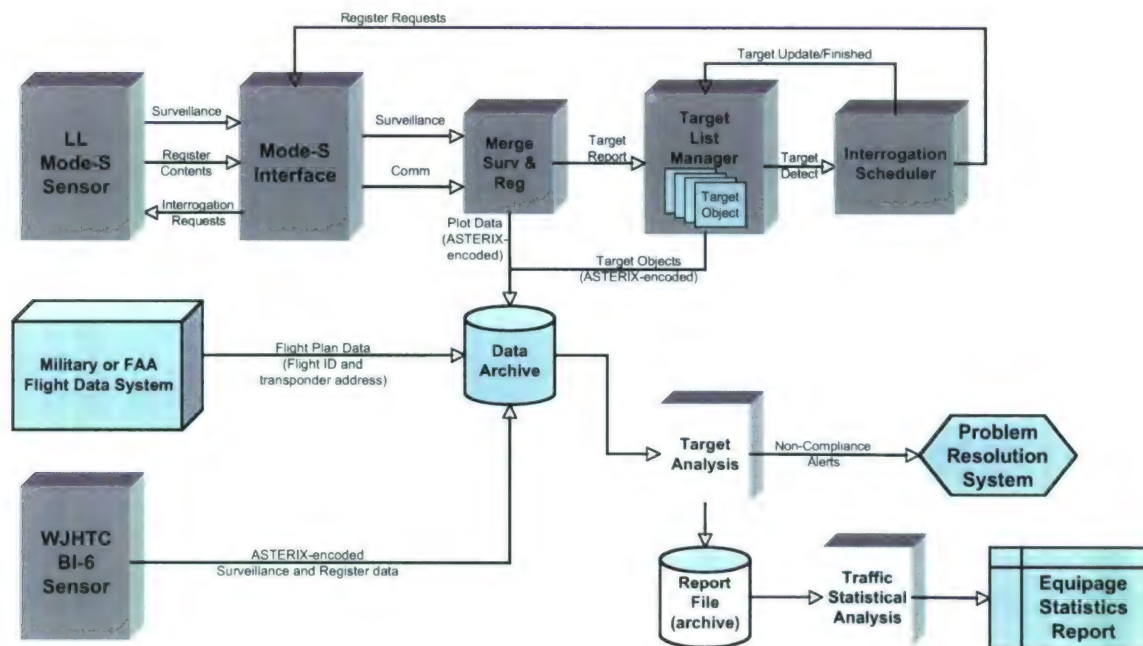 Register Requests
Target Update/Finished
LL
Mode-S
Sensor
Surveillance
Register
Contents
Interrogation
Requests
Mode-S
Interface
Surveillance
Comm
Merge
Surv &
Reg
Target
Report
Target
List
Manager
Target
Object
Target
Detect
Interrogation
Scheduler
Plot Data
(ASTERIX-
encoded)
Target Objects
(ASTERIX-encoded)
Military or FAA
Flight Data System
Flight Plan Data
(Flight ID and
transponder address)
Data
Archive
Target
Analysis
Non-Compliance
Alerts
Problem
Resolution
System
WJHTC
BI-6
Sensor
ASTERIX-encoded
Surveillance and Register data
Report
File
(archive)
Traffic
Statistical
Analysis
Equipage
Statistics
Report